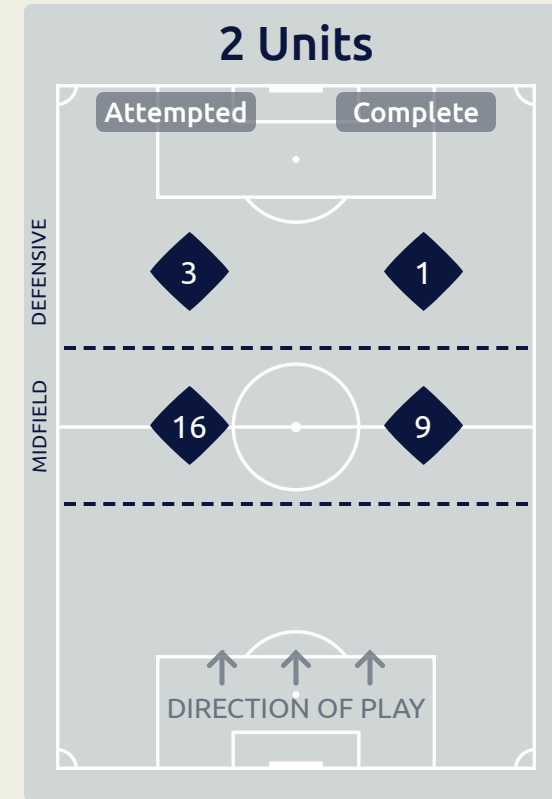 2 Units
Attempted Complete
DEFENSIVE
3 1
MIDFIELD
16 9
DIRECTION OF PLAY